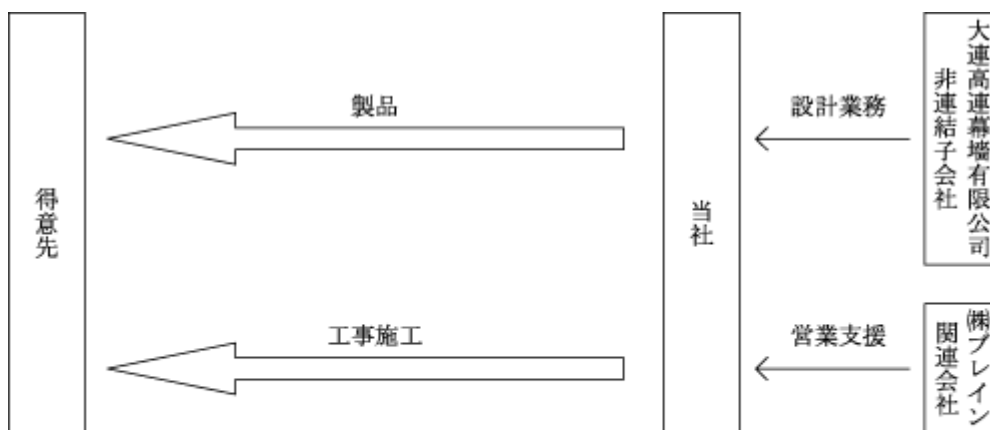 得意先
製品
工事施工
当社
設計業務
営業支援
大連高連幕墻有限公司
非連結子会社
㈱ブレイン
関連会社